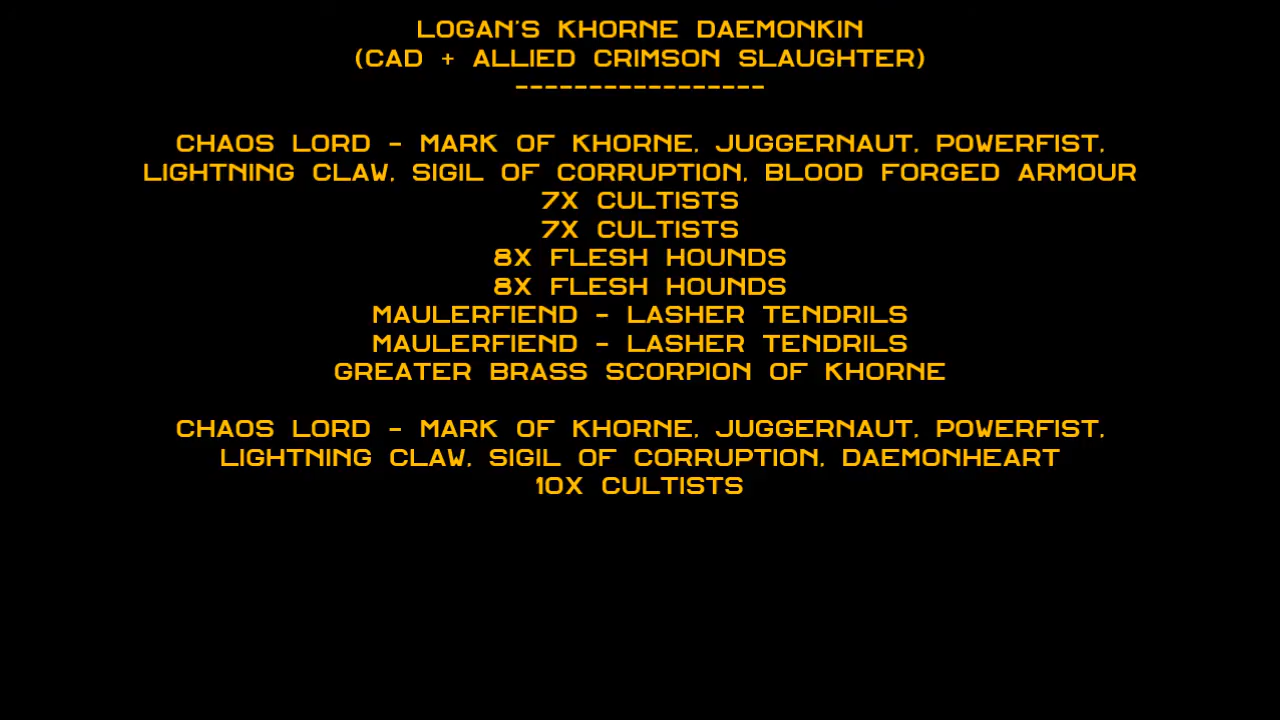 LOGAN'S KHORNE DAEMONKIN
(CAD + ALLIED CRIMSON SLAUGHTER)
-----------------
CHAOS LORD - MARK OF KHORNE, JUGGERNAUT, POWERFIST,
LIGHTNING CLAW, SIGIL OF CORRUPTION, BLOOD FORGED ARMOUR
7X CULTISTS
7X CULTISTS
8X FLESH HOUNDS
8X FLESH HOUNDS
MAULERFIEND - LASHER TENDRILS
MAULERFIEND - LASHER TENDRILS
GREATER BRASS SCORPION OF KHORNE
CHAOS LORD - MARK OF KHORNE, JUGGERNAUT, POWERFIST,
LIGHTNING CLAW, SIGIL OF CORRUPTION, DAEMONHEART
10X CULTISTS